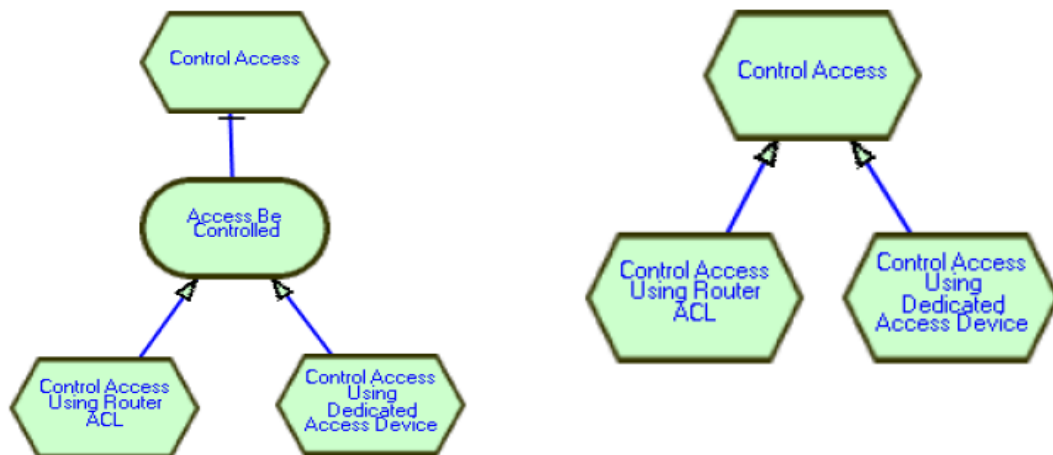 Control Access
Access Be
Controlled
Control Access
Using Router
ACL
Control Access
Using
Dedicated
Access Device
Control Access
Control Access
Using Router
ACL
Control Access
Using
Dedicated
Access Device